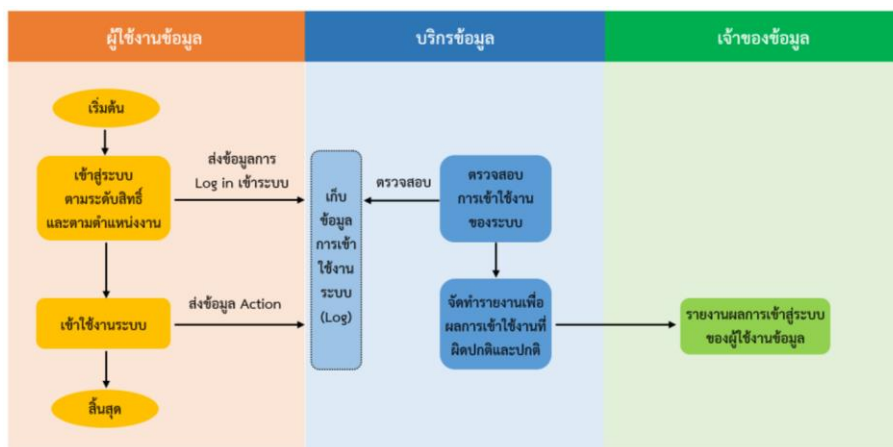 ผู้ใช้งานข้อมูล
บริกรข้อมูล
เจ้าของข้อมูล
เริ่มต้น
เข้าสู่ระบบ
ตามระดับสิทธิ์
และตามตำแหน่งงาน
ส่งข้อมูลการ
Log in เข้าระบบ
เก็บ
ข้อมูล
การเข้า
ใช้งาน
ระบบ
(Log)
ตรวจสอบ
ตรวจสอบ
การเข้าใช้งาน
ของระบบ
เข้าใช้งานระบบ
ส่งข้อมูล Action
จัดทำรายงานเพื่อ
ผลการเข้าใช้งานที่
ผิดปกติและปกติ
รายงานผลการเข้าสู่ระบบ
ของผู้ใช้งานข้อมูล
สิ้นสุด